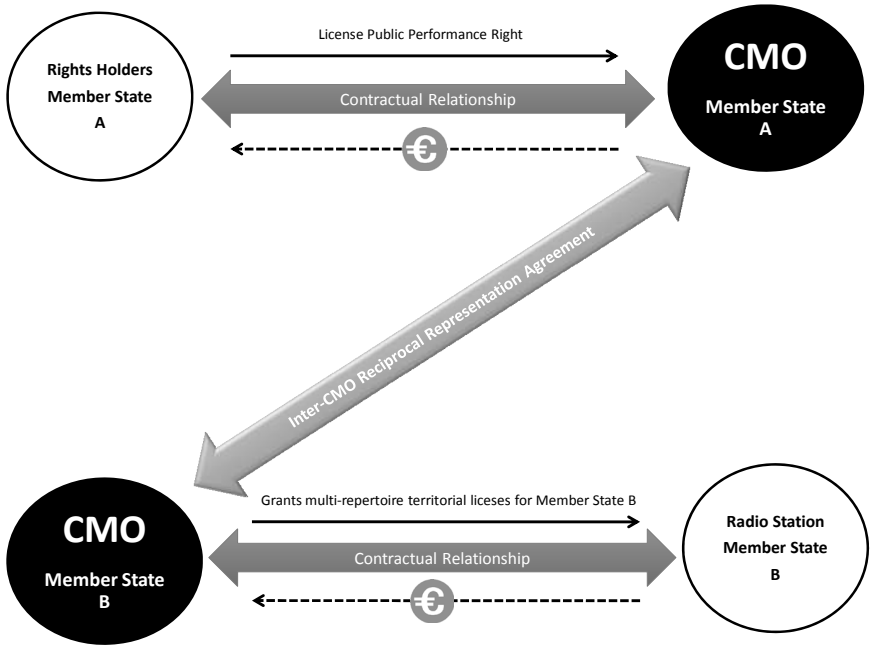 License Public Performance Right
Rights Holders
Member State
A
Contractual Relationship
€
CMO
Member State
A
Inter-CMO Reciprocal Representation Agreement
CMO
Member State
B
Grants multi-repertoire territorial liceses for Member State B
Contractual Relationship
€
Radio Station
Member State
B